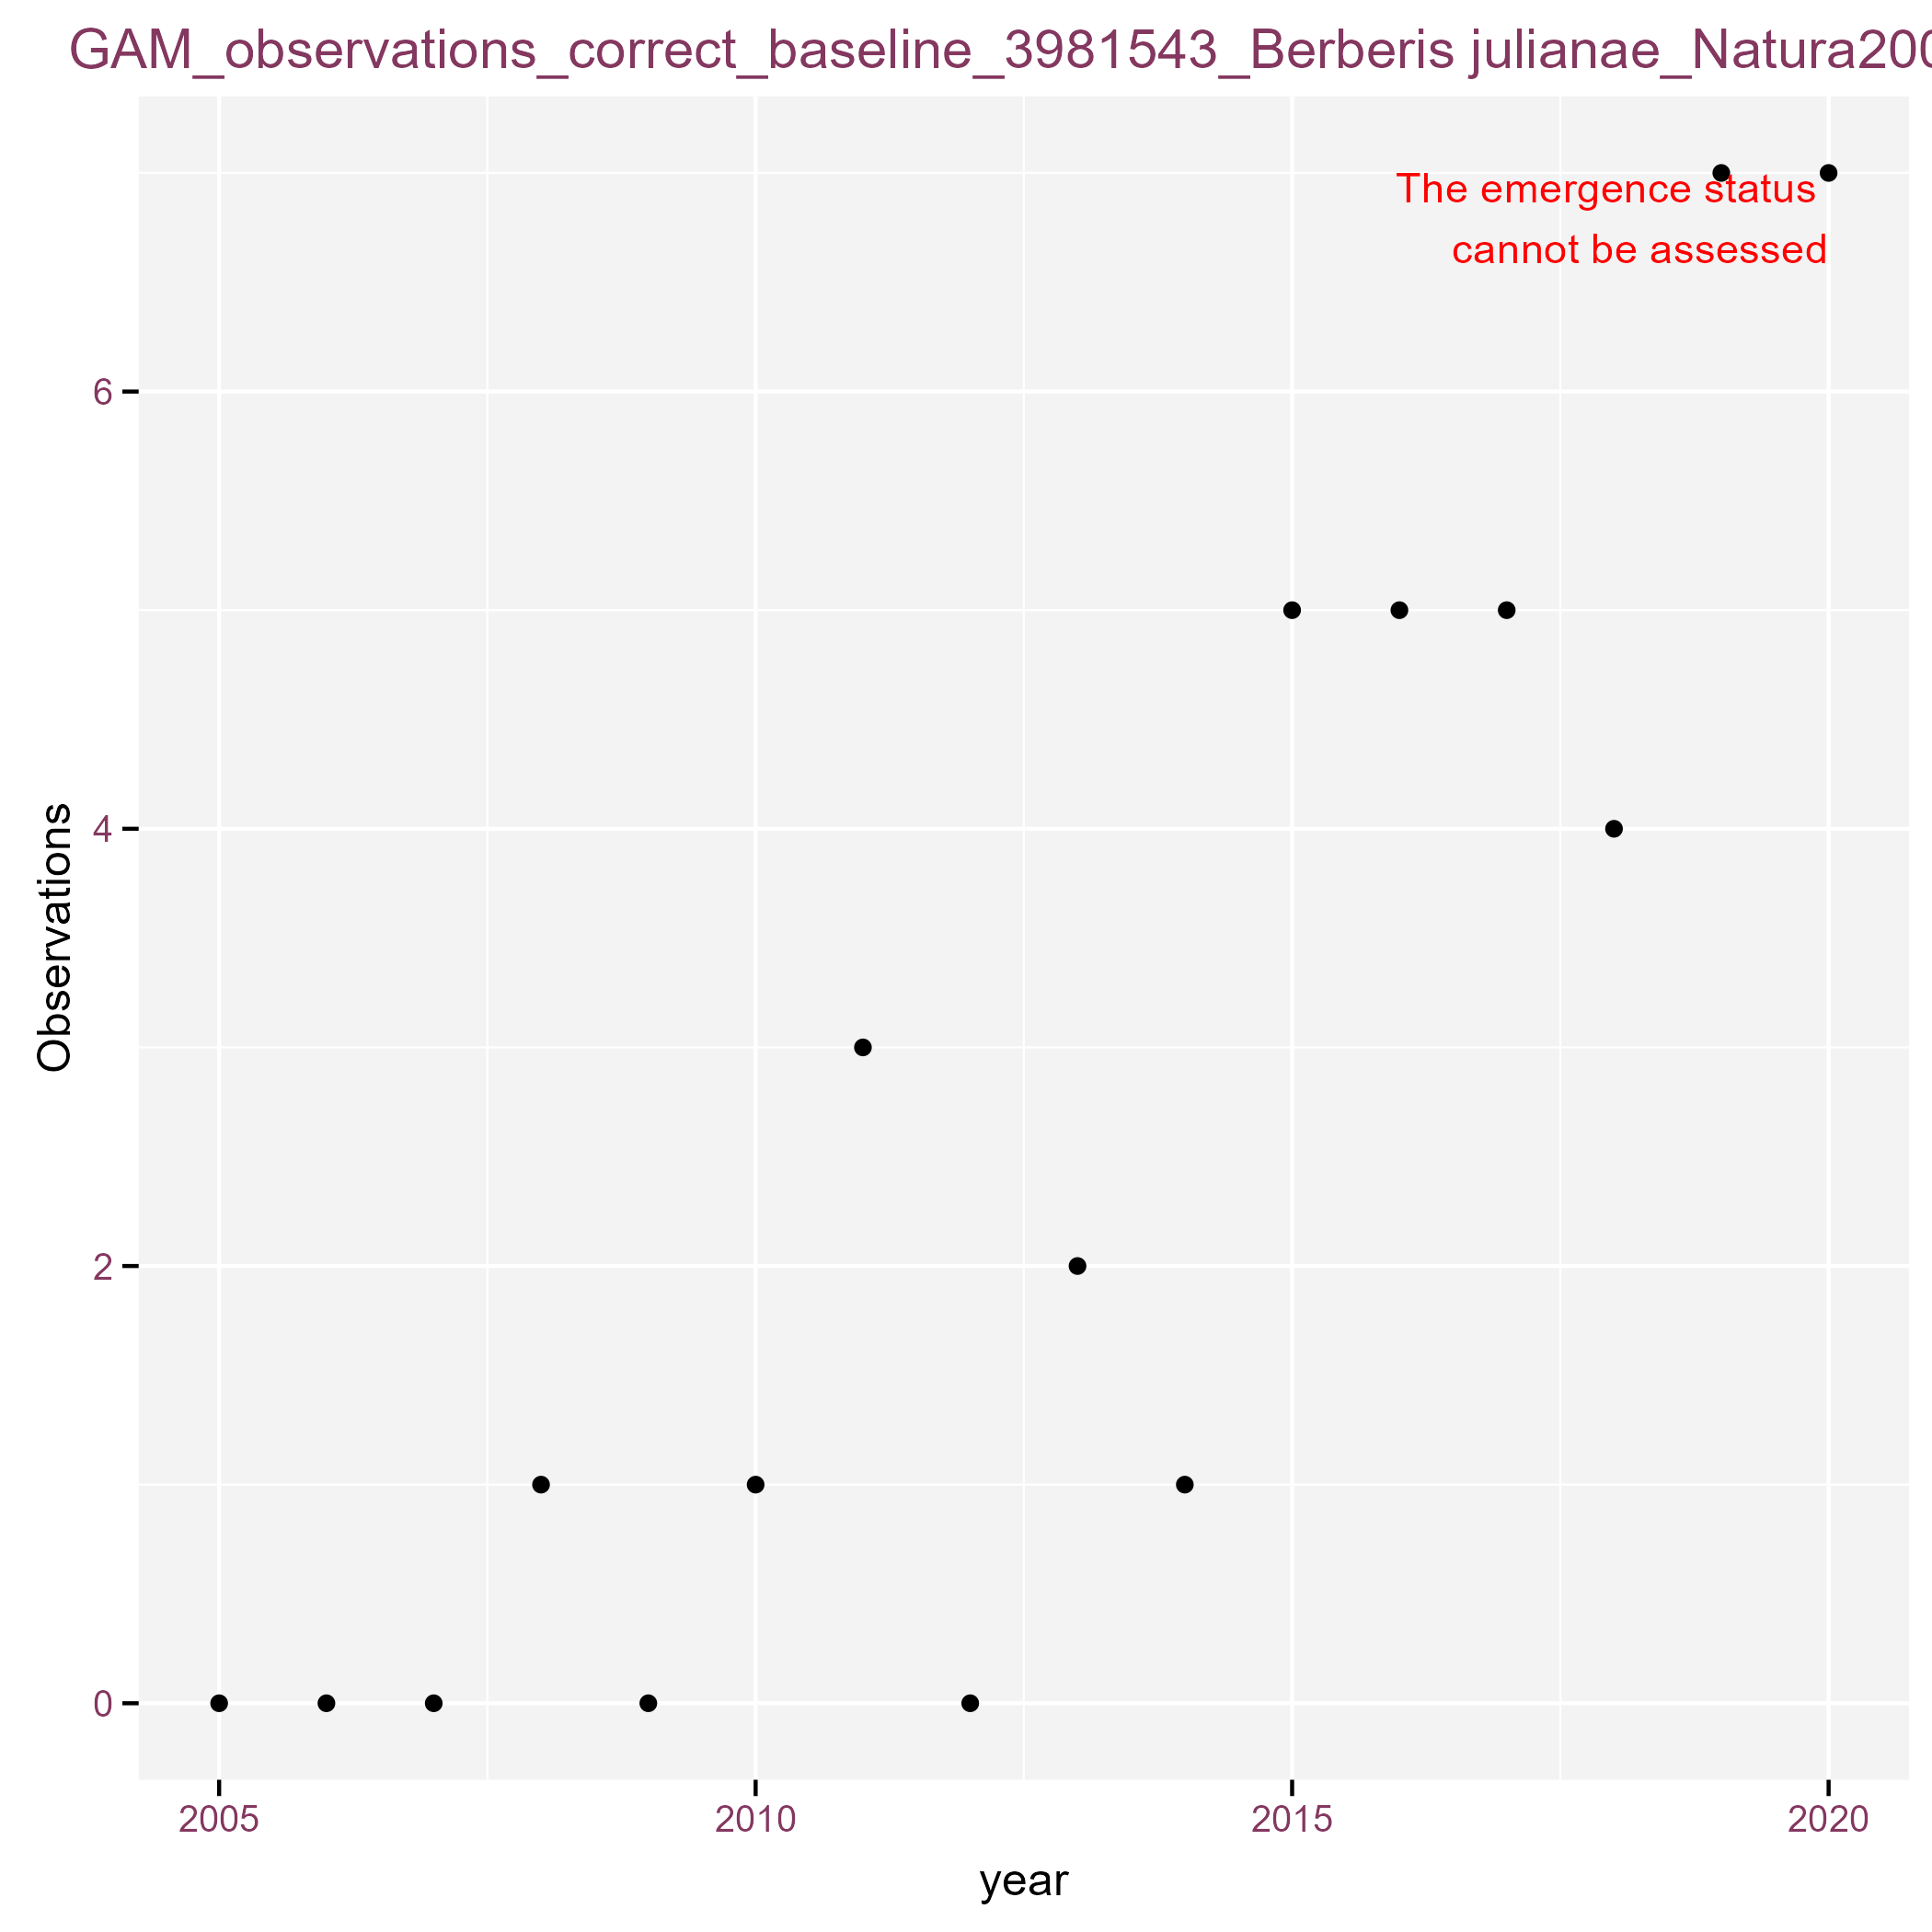 GAM_observations_correct_baseline_3981543_Berberis julianae_Natura200
The emergence status
cannot be assessed
6
4
2
0
Observations
2005 2010 2015 2020
year